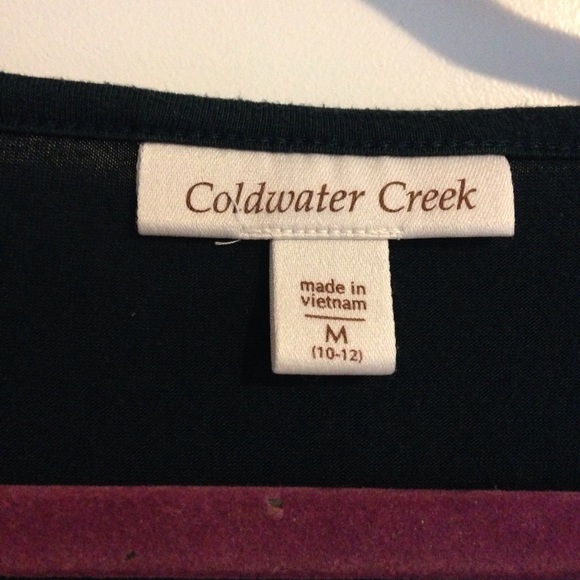 Coldwater Creek
made in
vietnam
M
(10-12)